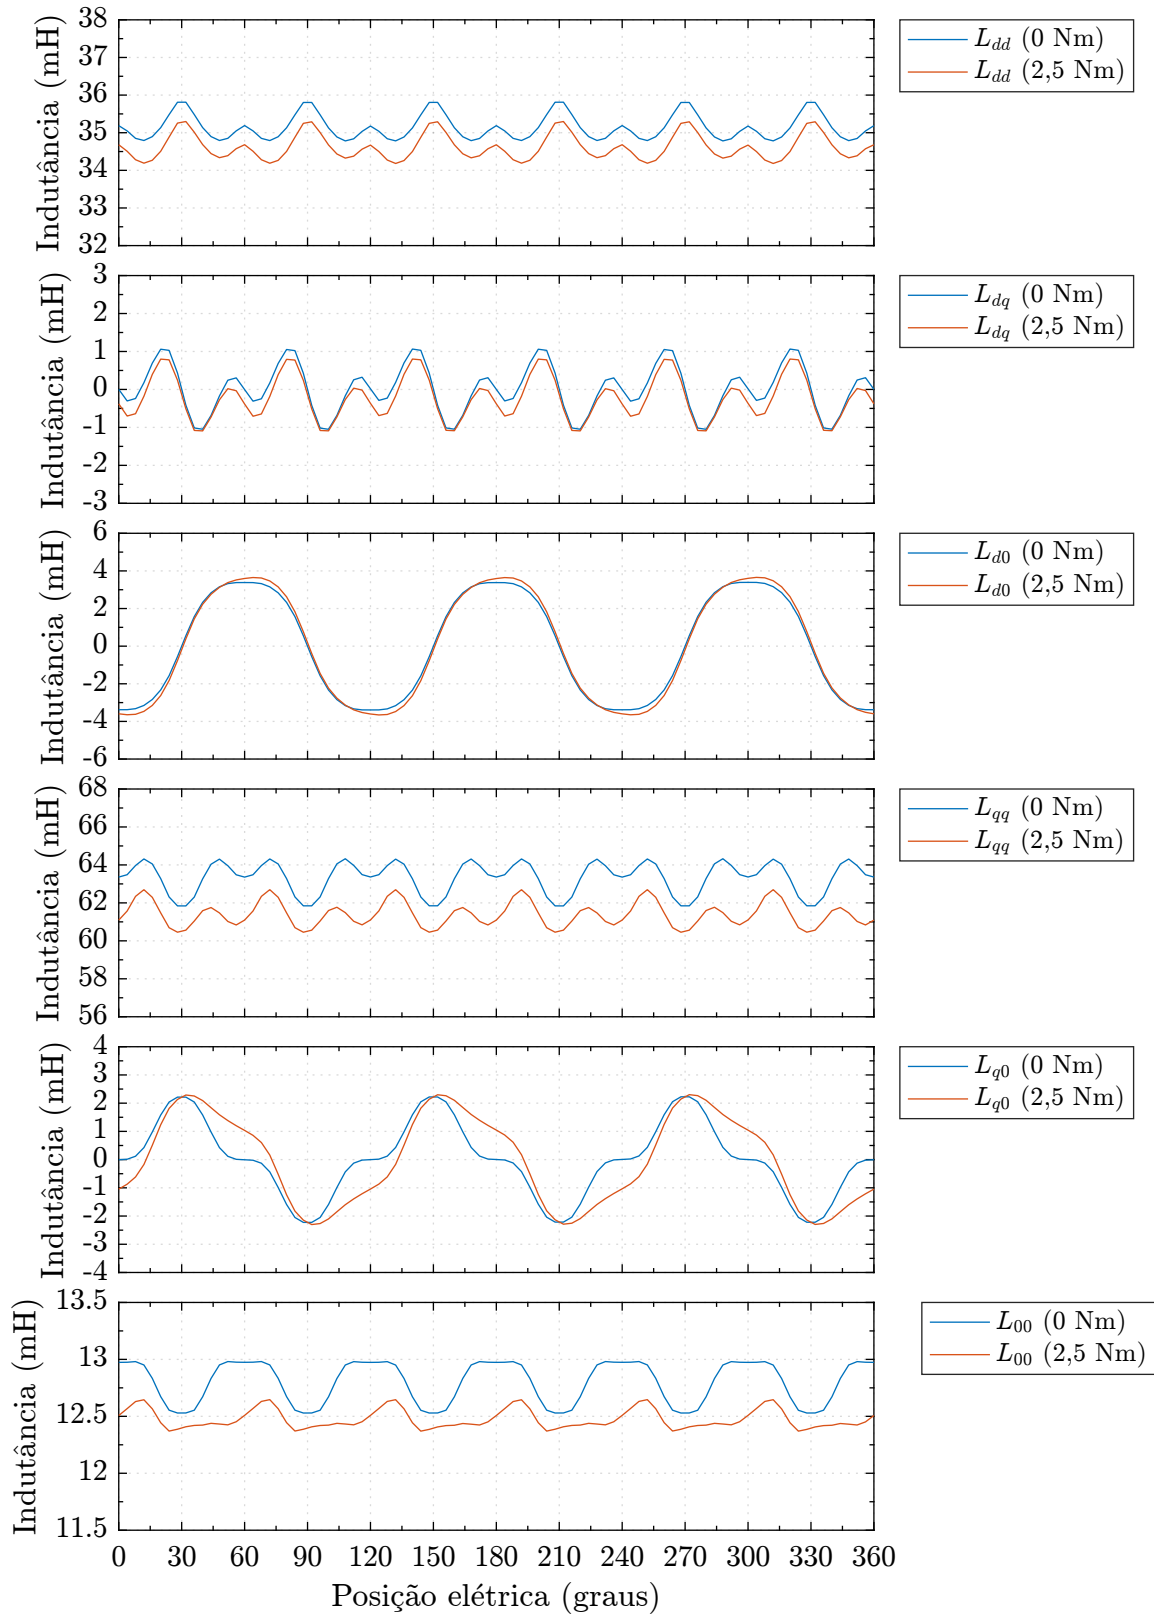 38
37
36
35
34
33
32
Indutância (mH)
L_dd (0 Nm)
L_dd (2,5 Nm)
3
2
1
0
-1
-2
-3
Indutância (mH)
L_dq (0 Nm)
L_dq (2,5 Nm)
6
4
2
0
-2
-4
-6
Indutância (mH)
L_d0 (0 Nm)
L_d0 (2,5 Nm)
68
66
64
62
60
58
56
Indutância (mH)
L_qq (0 Nm)
L_qq (2,5 Nm)
4
3
2
1
0
-1
-2
-3
-4
Indutância (mH)
L_q0 (0 Nm)
L_q0 (2,5 Nm)
13.5
13
12.5
12
11.5
Indutância (mH)
L_00 (0 Nm)
L_00 (2,5 Nm)
0 30 60 90 120 150 180 210 240 270 300 330 360
Posição elétrica (graus)